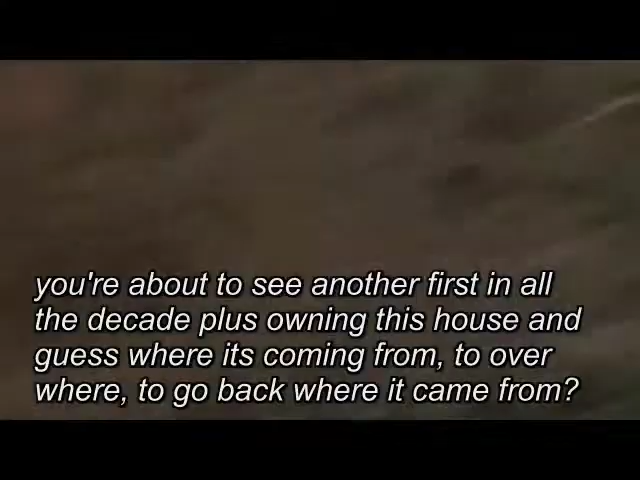 you're about to see another first in all
the decade plus owning this house and
guess where its coming from, to over
where, to go back where it came from?